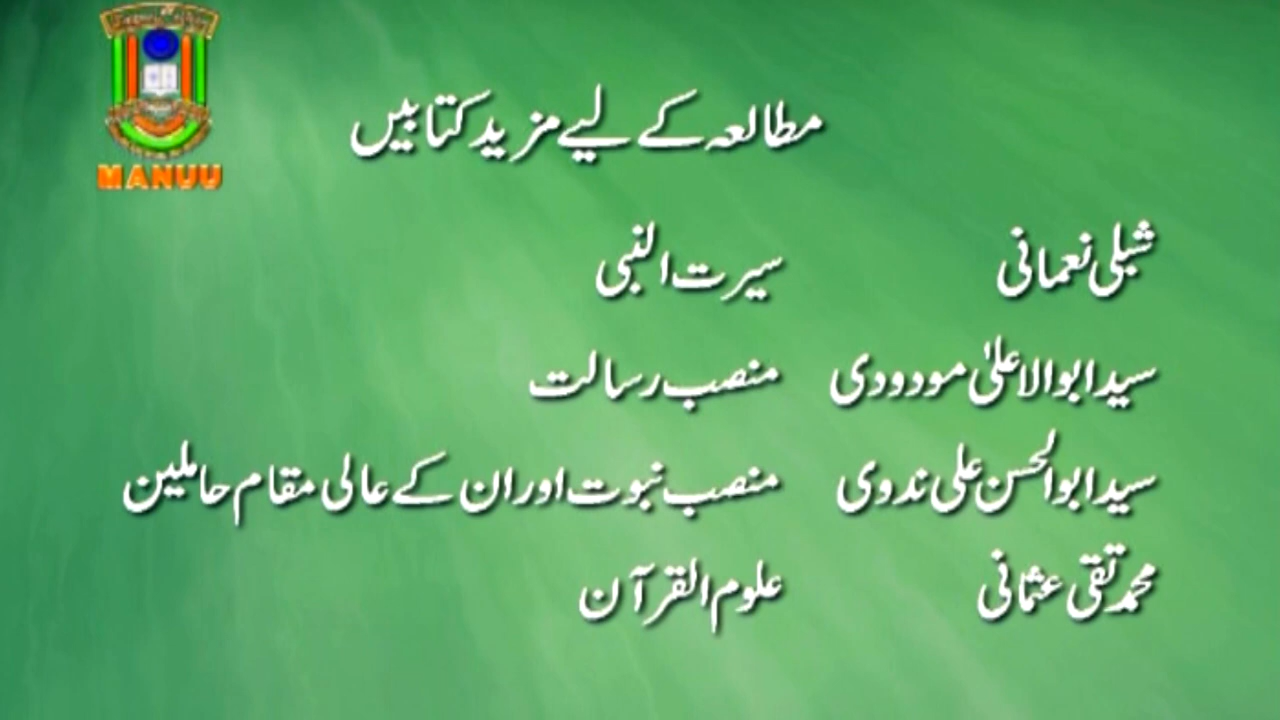 MANUU
مطالعہ کے لیے مزید کتابیں
شبلی نعمانی سیرت النبی
سید ابوالاعلیٰ مودودی منصب رسالت
سید ابوالحسن علی ندوی منصب نبوت اور ان کے عالی مقام حاملین
محمد تقی عثمانی علوم القرآن